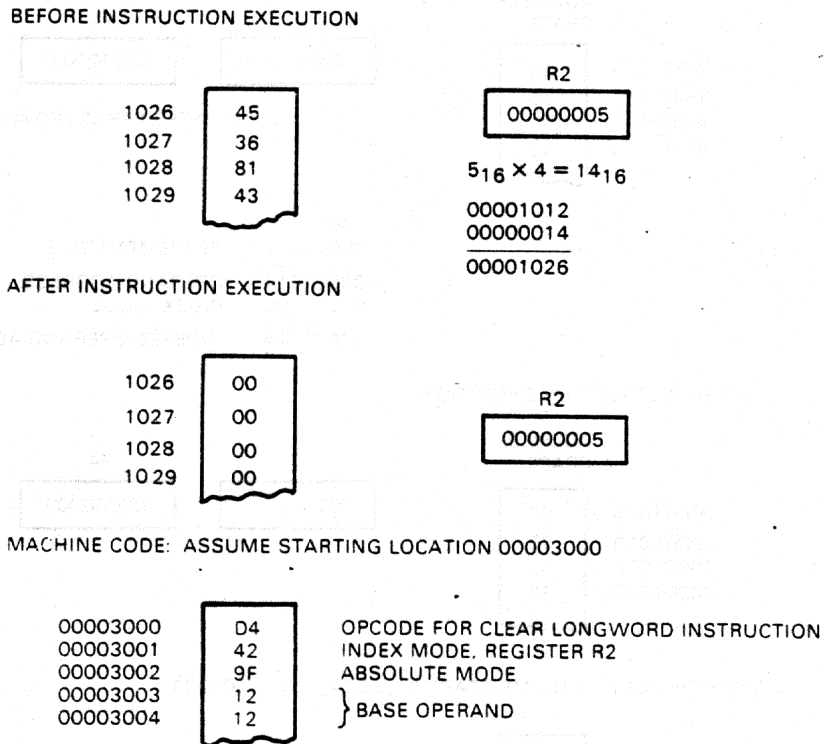 BEFORE INSTRUCTION EXECUTION
R2
1026 45 00000005
1027 36
1028 81 5₁₆ × 4 = 14₁₆
1029 43
00001012
00000014
00001026
AFTER INSTRUCTION EXECUTION
1026 00 R2
1027 00
1028 00 00000005
1029 00
MACHINE CODE: ASSUME STARTING LOCATION 00003000
00003000 D4 OPCODE FOR CLEAR LONGWORD INSTRUCTION
00003001 42 INDEX MODE, REGISTER R2
00003002 9F ABSOLUTE MODE
00003003 12 } BASE OPERAND
00003004 12